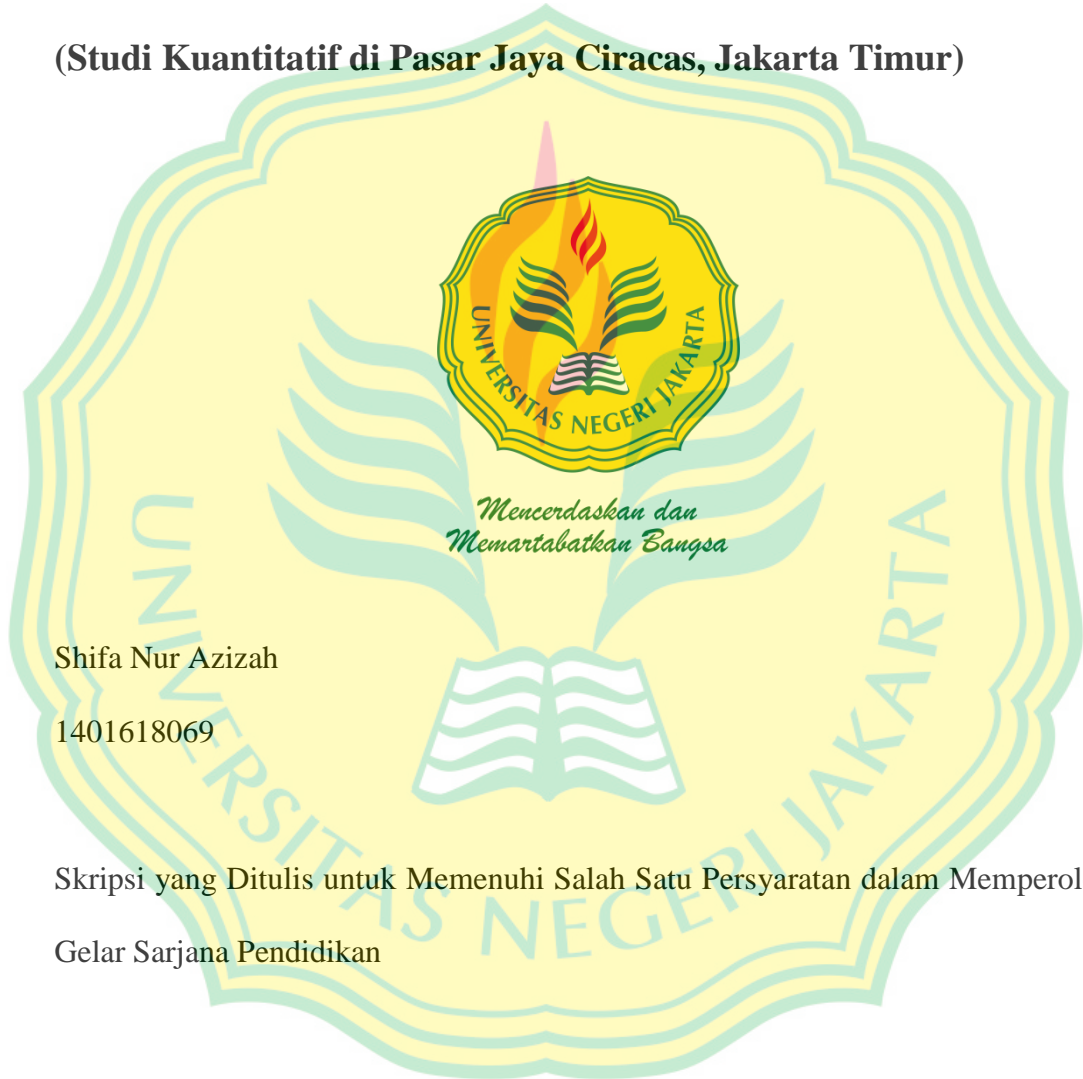 (Studi Kuantitatif di Pasar Jaya Ciracas, Jakarta Timur)
UNIVERSITAS NEGERI JAKARTA
Mencerdaskan dan
Memartabatkan Bangsa
UNIVERSITAS NEGERI JAKARTA
Shifa Nur Azizah
1401618069
Skripsi yang Ditulis untuk Memenuhi Salah Satu Persyaratan dalam Memperol
Gelar Sarjana Pendidikan